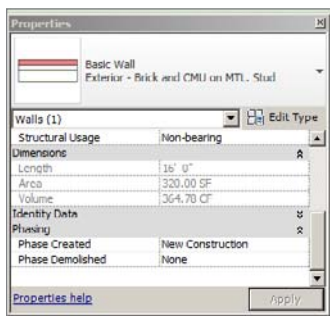 Properties
Basic Wall
Exterior - Brick and CMU on MTL. Stud
Walls (1)
Edit Type
Structural Usage Non-bearing
Dimensions
Length 16' 0"
Area 320.00 SF
Volume 364.78 CF
Identity Data
Phasing
Phase Created New Construction
Phase Demolished None
Properties help
Apply